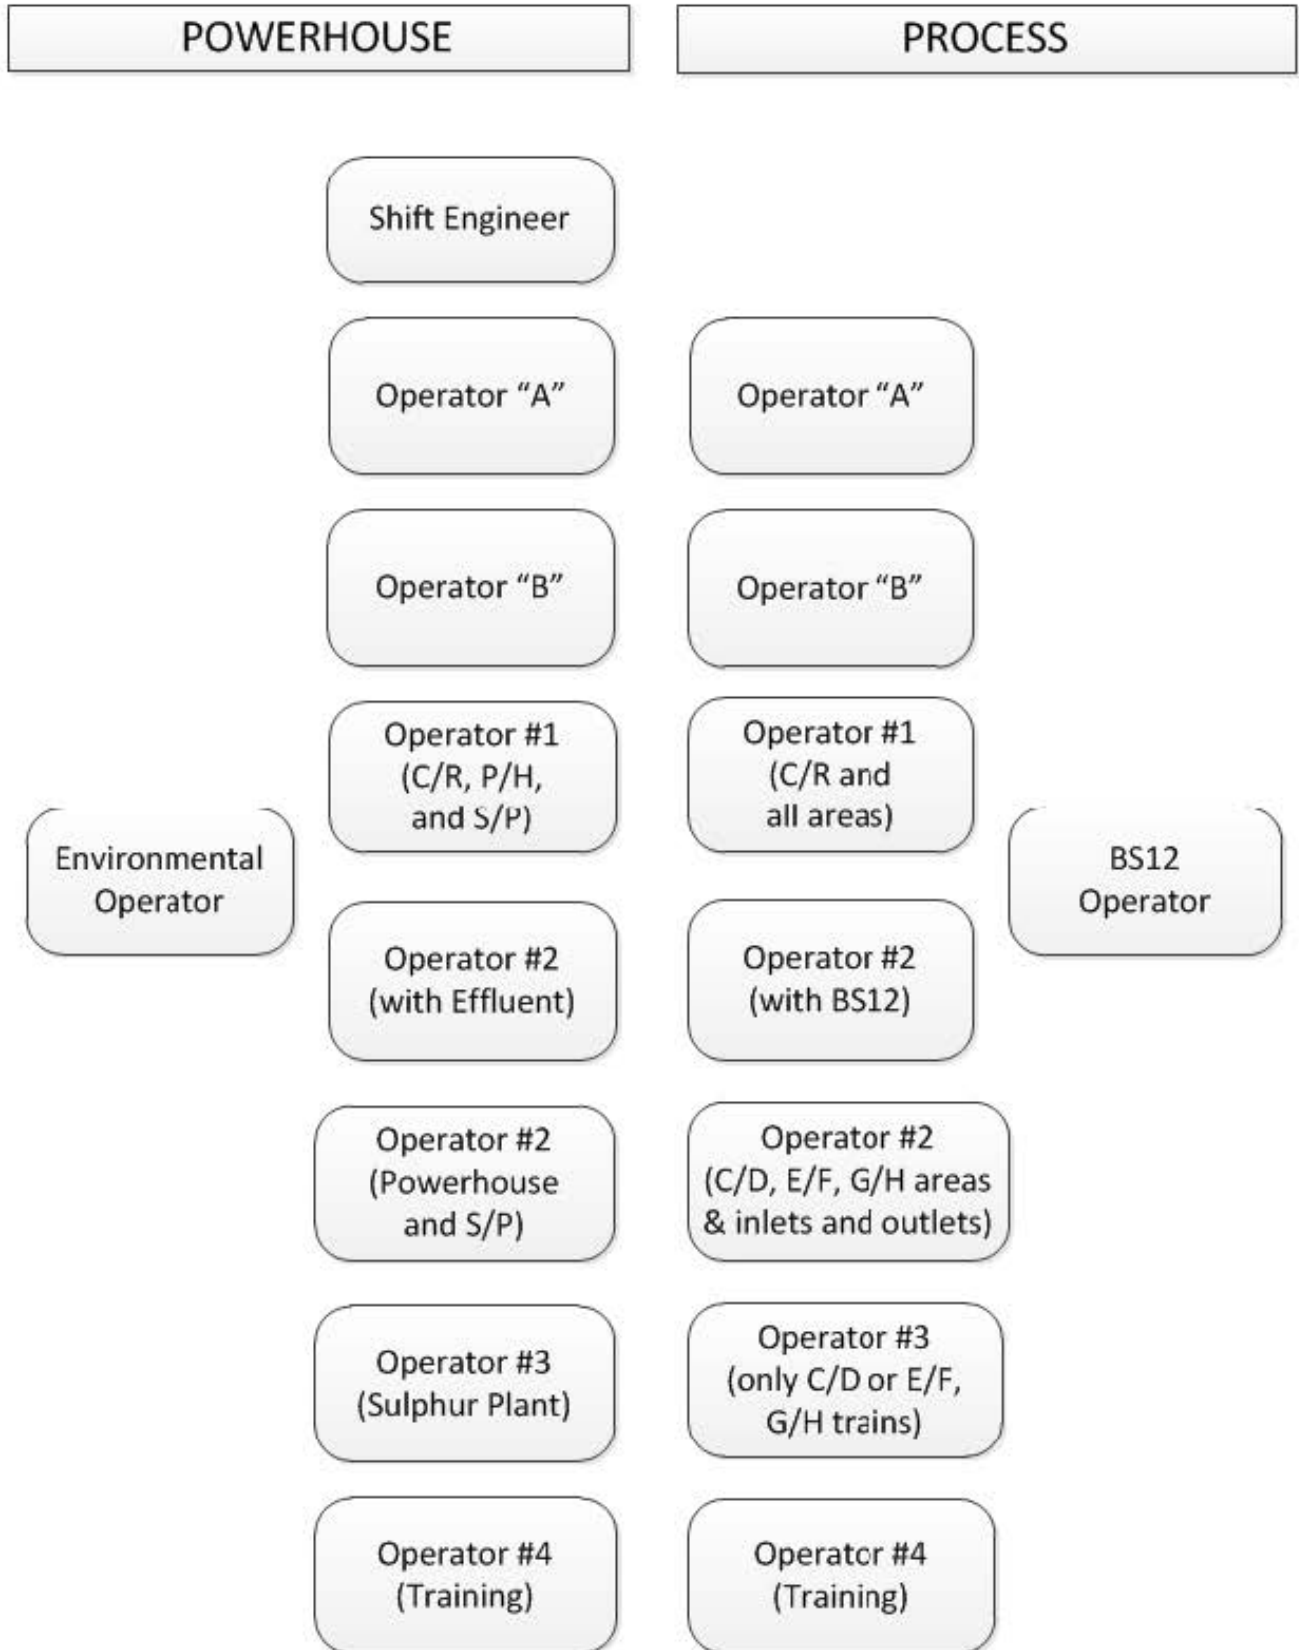 POWERHOUSE
PROCESS
Shift Engineer
Operator “A”
Operator “A”
Operator “B”
Operator “B”
Operator #1
(C/R, P/H,
and S/P)
Operator #1
(C/R and
all areas)
Environmental
Operator
BS12
Operator
Operator #2
(with Effluent)
Operator #2
(with BS12)
Operator #2
(Powerhouse
and S/P)
Operator #2
(C/D, E/F, G/H areas
& inlets and outlets)
Operator #3
(Sulphur Plant)
Operator #3
(only C/D or E/F,
G/H trains)
Operator #4
(Training)
Operator #4
(Training)